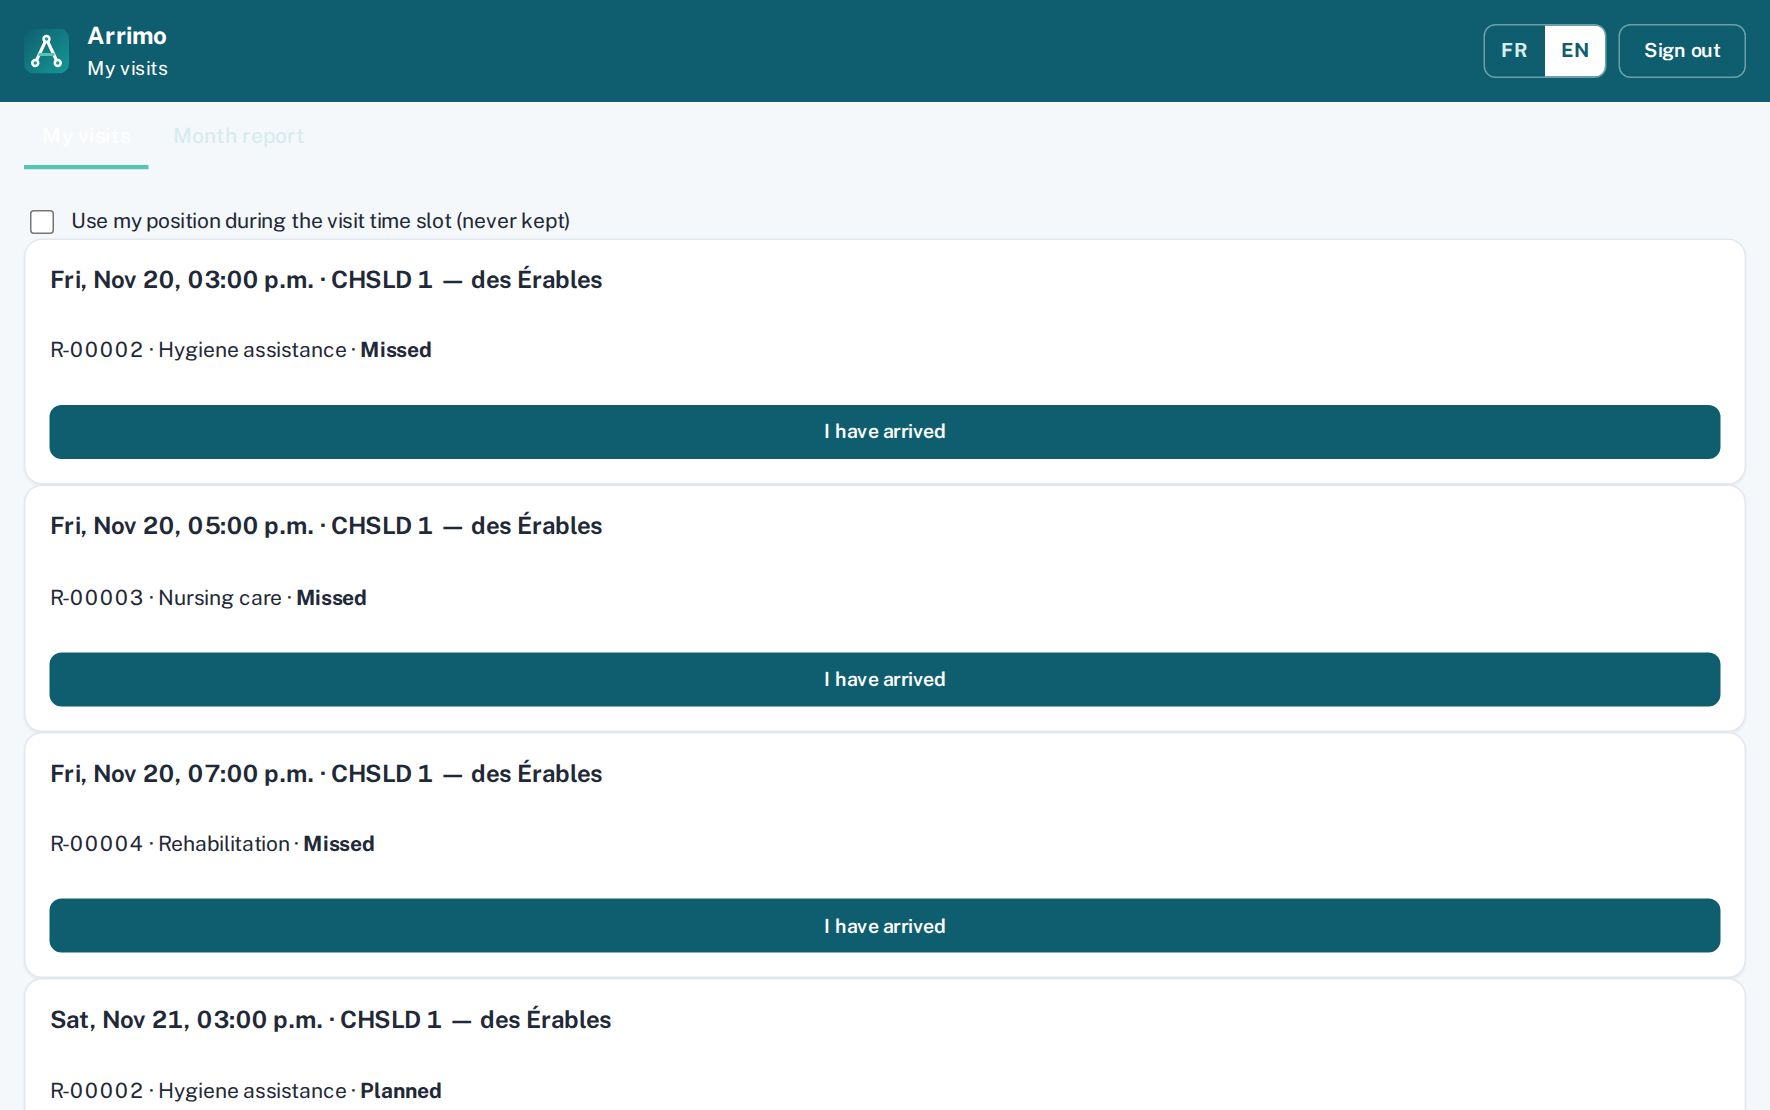 Arrimo
My visits
FR EN Sign out
My visits Month report
Use my position during the visit time slot (never kept)
Fri, Nov 20, 03:00 p.m. · CHSLD 1 — des Érables
R-00002 · Hygiene assistance · Missed
I have arrived
Fri, Nov 20, 05:00 p.m. · CHSLD 1 — des Érables
R-00003 · Nursing care · Missed
I have arrived
Fri, Nov 20, 07:00 p.m. · CHSLD 1 — des Érables
R-00004 · Rehabilitation · Missed
I have arrived
Sat, Nov 21, 03:00 p.m. · CHSLD 1 — des Érables
R-00002 · Hygiene assistance · Planned